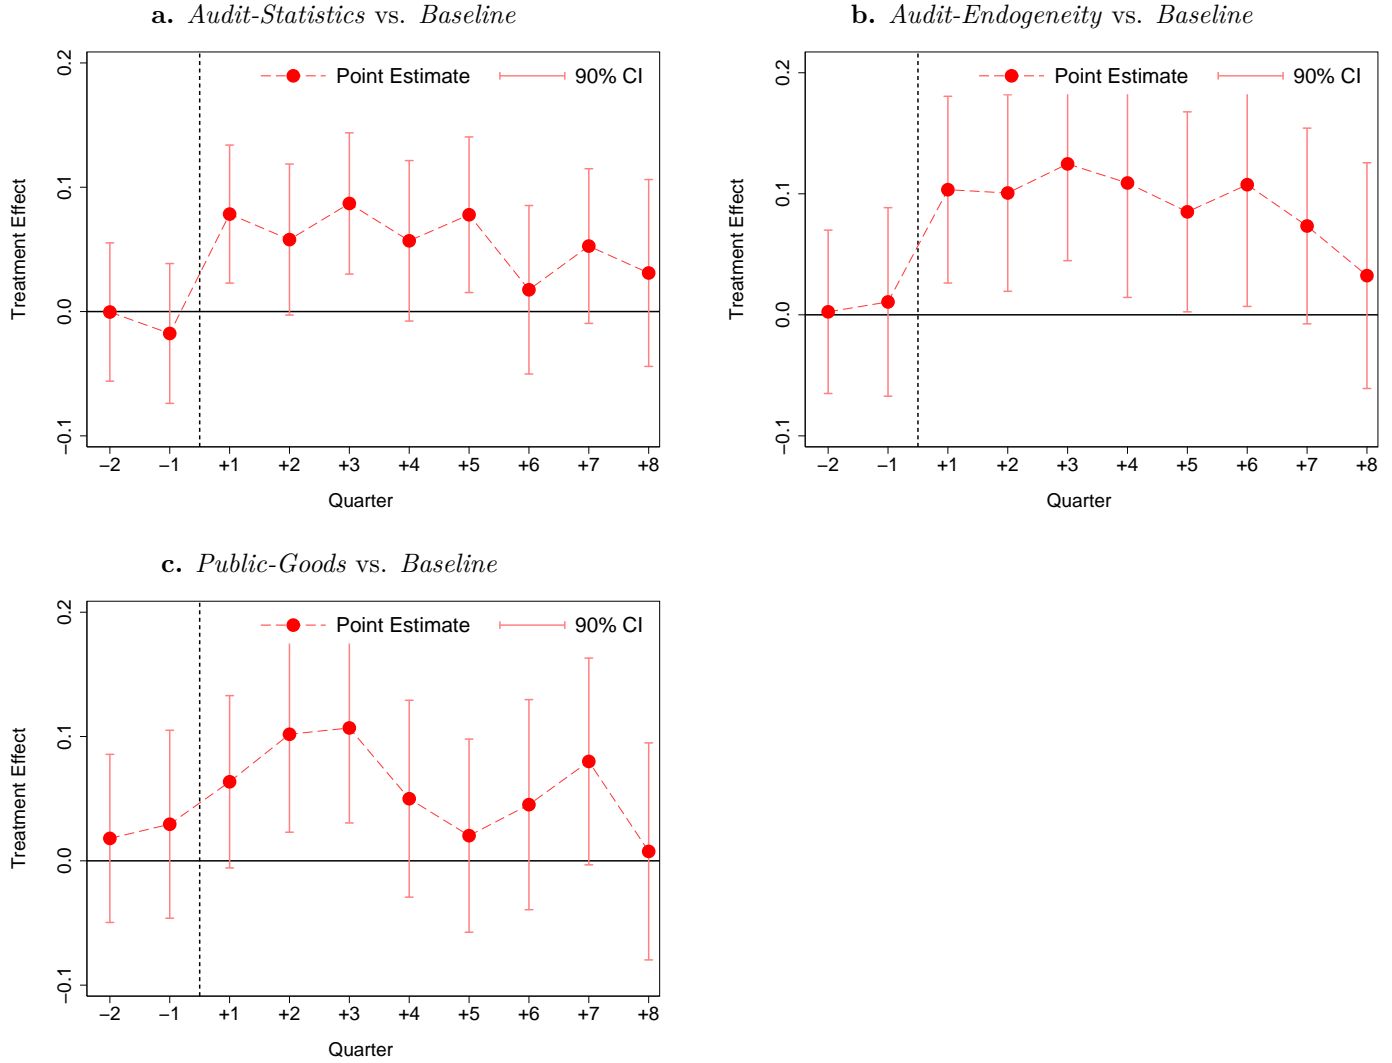 a. Audit-Statistics vs. Baseline
Point Estimate 90% CI
Treatment Effect
0.2
0.1
0.0
−0.1
−2 −1 +1 +2 +3 +4 +5 +6 +7 +8
Quarter
b. Audit-Endogeneity vs. Baseline
Point Estimate 90% CI
Treatment Effect
0.2
0.1
0.0
−0.1
−2 −1 +1 +2 +3 +4 +5 +6 +7 +8
Quarter
c. Public-Goods vs. Baseline
Point Estimate 90% CI
Treatment Effect
0.2
0.1
0.0
−0.1
−2 −1 +1 +2 +3 +4 +5 +6 +7 +8
Quarter